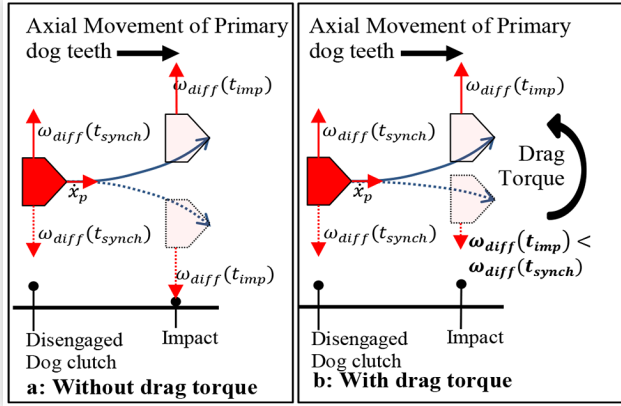 Axial Movement of Primary
dog teeth
ω_diff(t_imp)
ω_diff(t_synch)
ẋ_p
ω_diff(t_synch)
ω_diff(t_imp)
Disengaged
Dog clutch
Impact
a: Without drag torque
Axial Movement of Primary
dog teeth
ω_diff(t_imp)
ω_diff(t_synch)
Drag
Torque
ẋ_p
ω_diff(t_synch)
ω_diff(t_imp) <
ω_diff(t_synch)
Disengaged
Dog clutch
Impact
b: With drag torque